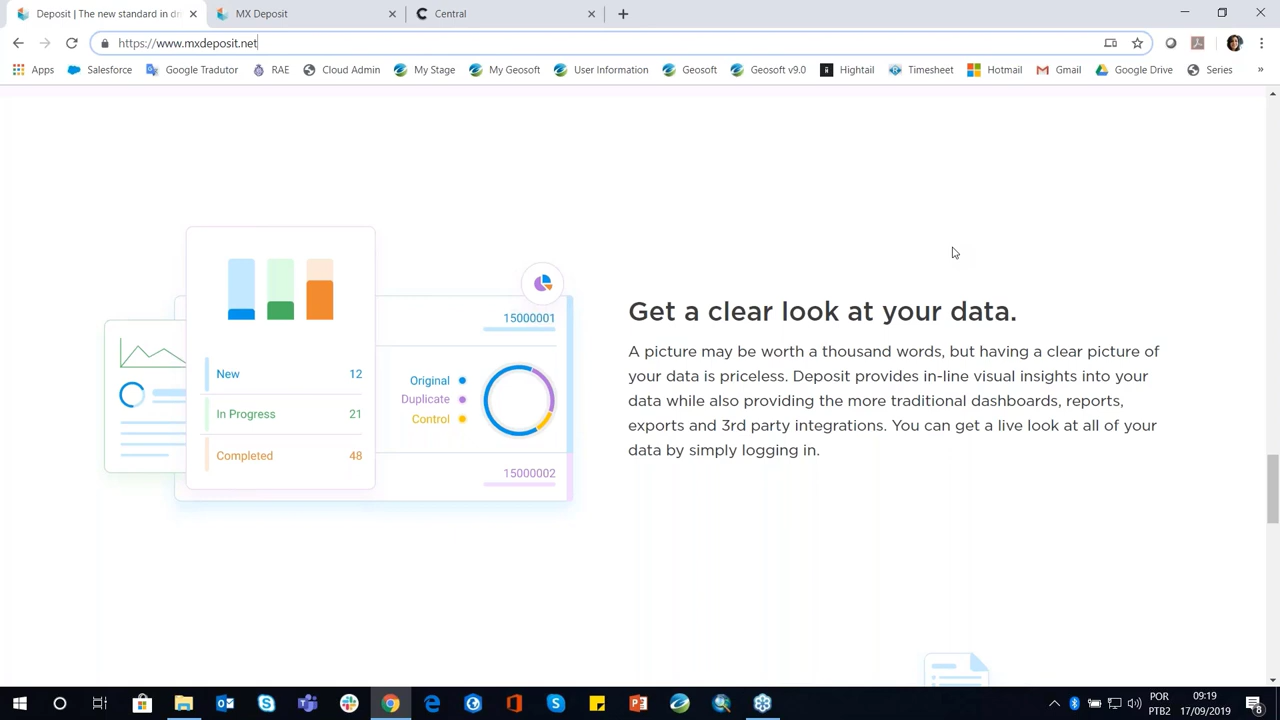 Deposit | The new standard in dri
MX Deposit
Central
https://www.mxdeposit.net
Apps
Salesforce
Google Tradutor
RAE
Cloud Admin
My Stage
My Geosoft
User Information
Geosoft
Geosoft v9.0
Hightail
Timesheet
Hotmail
Gmail
Google Drive
Series
»
New 12
In Progress 21
Completed 48
15000001
Original
Duplicate
Control
15000002
Get a clear look at your data.
A picture may be worth a thousand words, but having a clear picture of
your data is priceless. Deposit provides in-line visual insights into your
data while also providing the more traditional dashboards, reports,
exports and 3rd party integrations. You can get a live look at all of your
data by simply logging in.
POR
PTB2
09:19
17/09/2019
8